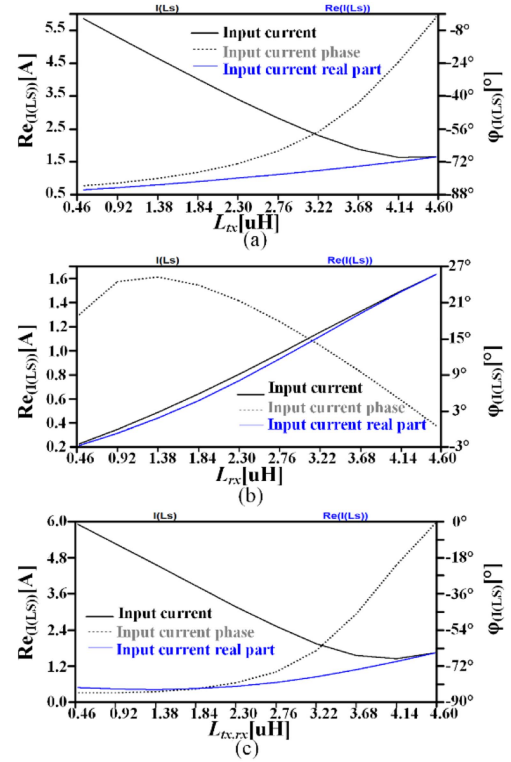 I(Ls) Re(I(Ls))
5.5
4.5
3.5
2.5
1.5
0.5
Re(I(LS))[A]
Input current
Input current phase
Input current real part
-8°
-24°
-40°
-56°
-72°
-88°
φ(I(LS))[°]
0.46 0.92 1.38 1.84 2.30 2.76 3.22 3.68 4.14 4.60
Ltx[uH]
(a)
I(Ls) Re(I(Ls))
1.6
1.4
1.2
1.0
0.8
0.6
0.4
0.2
Re(I(LS))[A]
Input current
Input current phase
Input current real part
27°
21°
15°
9°
3°
-3°
φ(I(LS))[°]
0.46 0.92 1.38 1.84 2.30 2.76 3.22 3.68 4.14 4.60
Lrx[uH]
(b)
I(Ls) Re(I(Ls))
6.0
4.8
3.6
2.4
1.2
0.0
Re(I(LS))[A]
Input current
Input current phase
Input current real part
0°
-18°
-36°
-54°
-72°
-90°
φ(I(LS))[°]
0.46 0.92 1.38 1.84 2.30 2.76 3.22 3.68 4.14 4.60
Ltx,rx[uH]
(c)